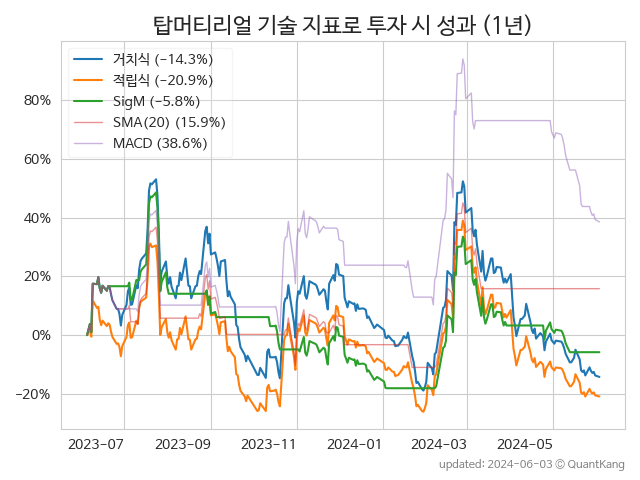 탑머티리얼 기술 지표로 투자 시 성과 (1년)
거치식 (−14.3%)
적립식 (−20.9%)
SigM (−5.8%)
SMA(20) (15.9%)
MACD (38.6%)
80%
60%
40%
20%
0%
−20%
2023-07 2023-09 2023-11 2024-01 2024-03 2024-05
updated: 2024-06-03 © QuantKang